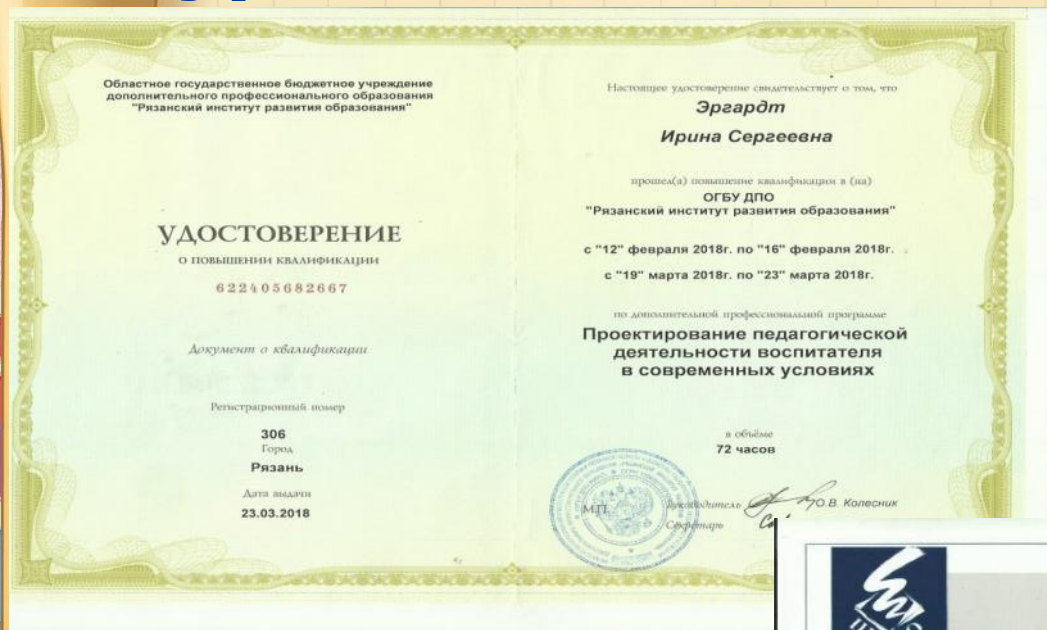 Областное государственное бюджетное учреждение
дополнительного профессионального образования
"Рязанский институт развития образования"
УДОСТОВЕРЕНИЕ
О ПОВЫШЕНИИ КВАЛИФИКАЦИИ
622405682667
Документ о квалификации
Регистрационный номер
306
Город
Рязань
Дата выдачи
23.03.2018
Настоящее удостоверение свидетельствует о том, что
Эргардт
Ирина Сергеевна
прошел(а) повышение квалификации в (на)
ОГБУ ДПО
"Рязанский институт развития образования"
с "12" февраля 2018г. по "16" февраля 2018г.
с "19" марта 2018г. по "23" марта 2018г.
по дополнительной профессиональной программе
Проектирование педагогической
деятельности воспитателя
в современных условиях
в объёме
72 часов
М.П.
Руководитель О.В. Колесник
Секретарь